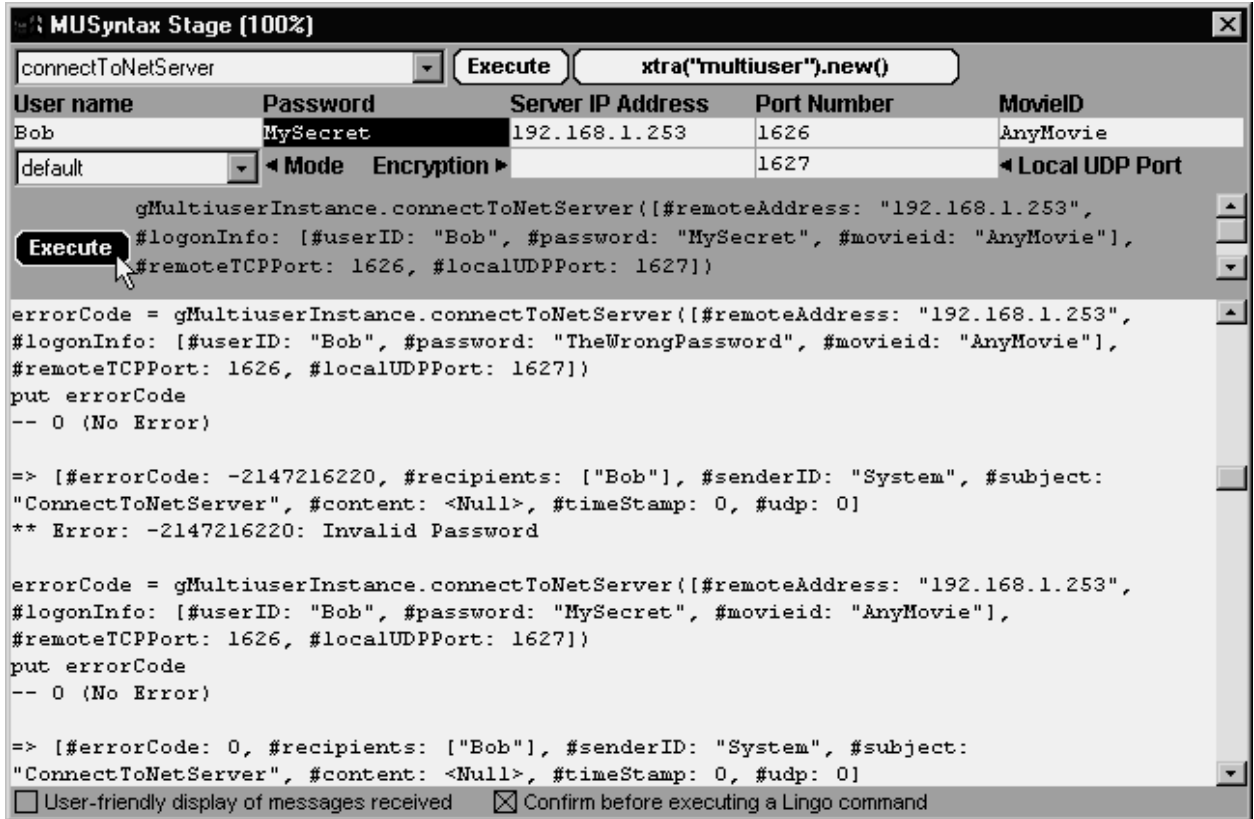 MUSyntax Stage (100%)
connectToNetServer Execute xtra("multiuser").new()
User name Password Server IP Address Port Number MovieID
Bob MySecret 192.168.1.253 1626 AnyMovie
default Mode Encryption 1627 Local UDP Port
gMultiuserInstance.connectToNetServer([#remoteAddress: "192.168.1.253",
Execute #logonInfo: [#userID: "Bob", #password: "MySecret", #movieid: "AnyMovie"],
#remoteTCPPort: 1626, #localUDPPort: 1627])
errorCode = gMultiuserInstance.connectToNetServer([#remoteAddress: "192.168.1.253",
#logonInfo: [#userID: "Bob", #password: "TheWrongPassword", #movieid: "AnyMovie"],
#remoteTCPPort: 1626, #localUDPPort: 1627])
put errorCode
-- 0 (No Error)
=> [#errorCode: -2147216220, #recipients: ["Bob"], #senderID: "System", #subject:
"ConnectToNetServer", #content: <Null>, #timeStamp: 0, #udp: 0]
** Error: -2147216220: Invalid Password
errorCode = gMultiuserInstance.connectToNetServer([#remoteAddress: "192.168.1.253",
#logonInfo: [#userID: "Bob", #password: "MySecret", #movieid: "AnyMovie"],
#remoteTCPPort: 1626, #localUDPPort: 1627])
put errorCode
-- 0 (No Error)
=> [#errorCode: 0, #recipients: ["Bob"], #senderID: "System", #subject:
"ConnectToNetServer", #content: <Null>, #timeStamp: 0, #udp: 0]
User-friendly display of messages received Confirm before executing a Lingo command